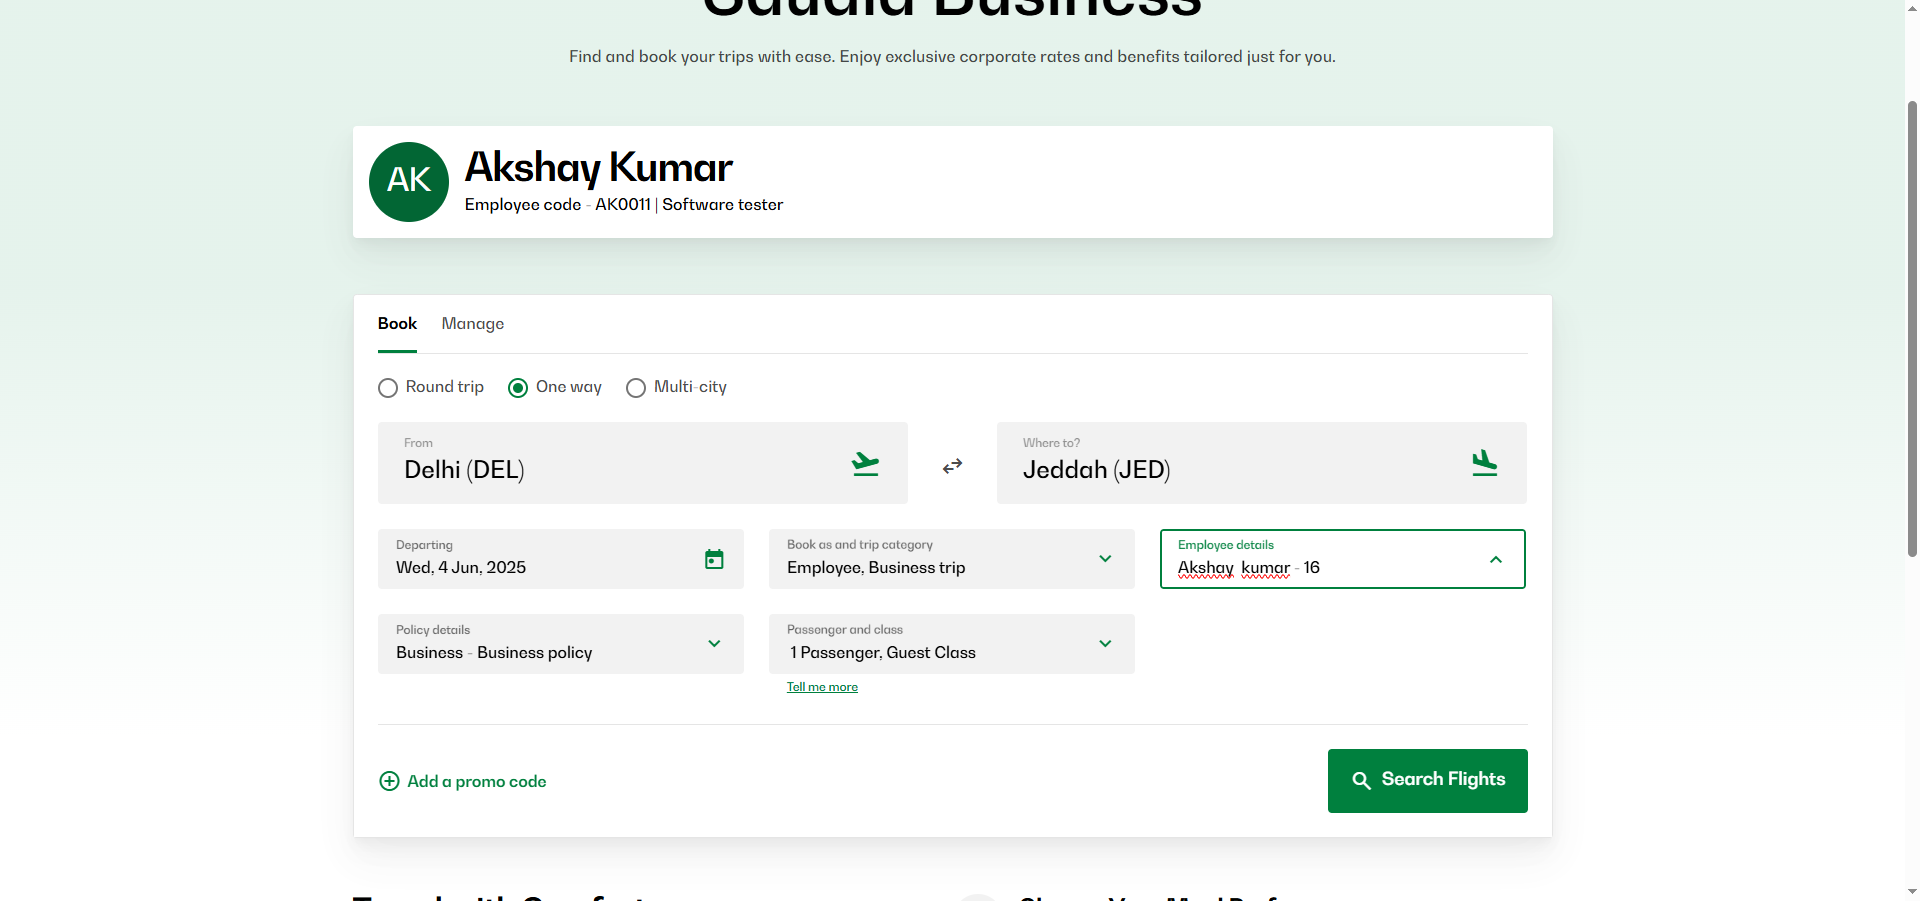 Saudia Business
Find and book your trips with ease. Enjoy exclusive corporate rates and benefits tailored just for you.
AK
Akshay Kumar
Employee code - AK0011 | Software tester
Book Manage
Round trip One way Multi-city
From
Delhi (DEL)
Where to?
Jeddah (JED)
Departing
Wed, 4 Jun, 2025
Book as and trip category
Employee, Business trip
Employee details
Akshay kumar - 16
Policy details
Business - Business policy
Passenger and class
1 Passenger, Guest Class
Tell me more
Add a promo code
Search Flights